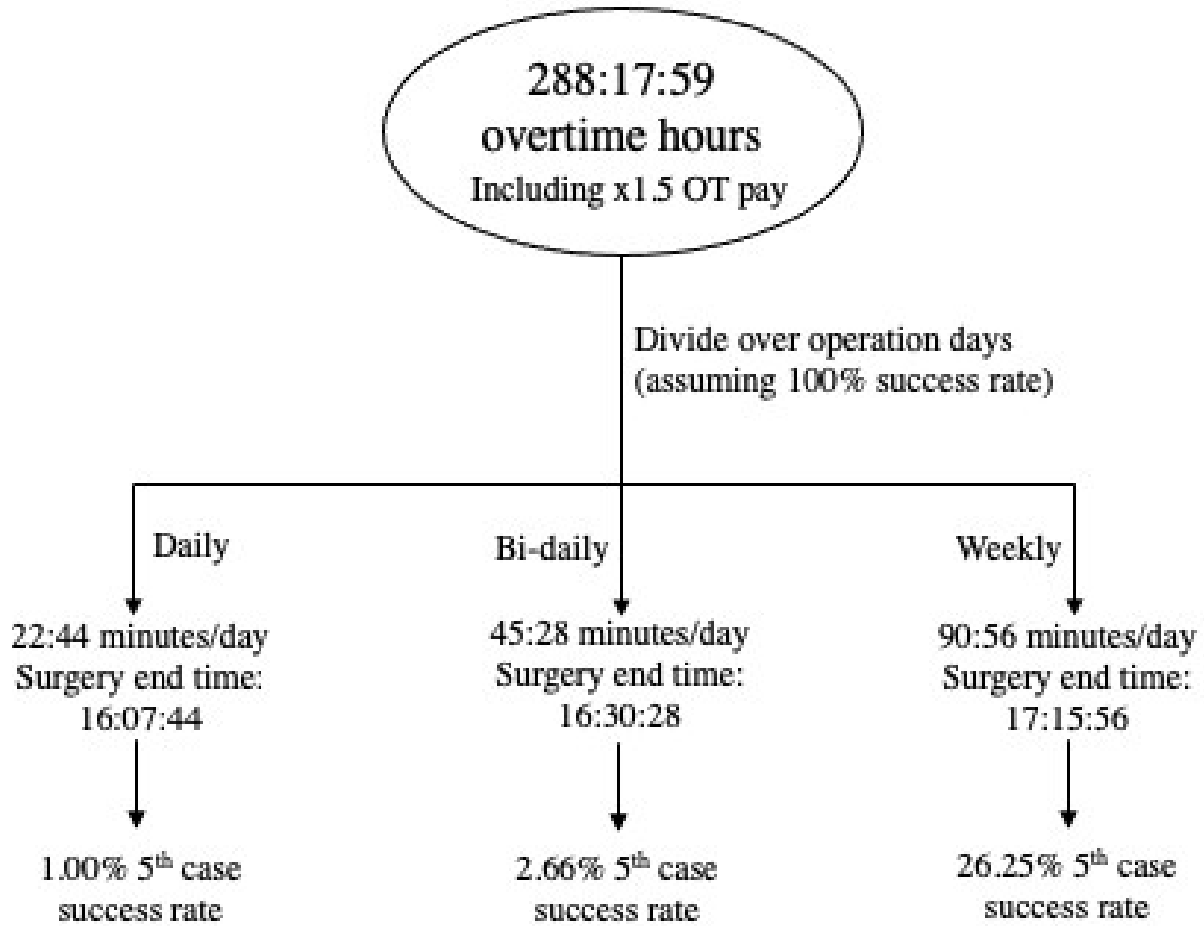 288:17:59
overtime hours
Including x1.5 OT pay
Divide over operation days
(assuming 100% success rate)
Daily
Bi-daily
Weekly
22:44 minutes/day
Surgery end time:
16:07:44
45:28 minutes/day
Surgery end time:
16:30:28
90:56 minutes/day
Surgery end time:
17:15:56
1.00% 5th case
success rate
2.66% 5th case
success rate
26.25% 5th case
success rate